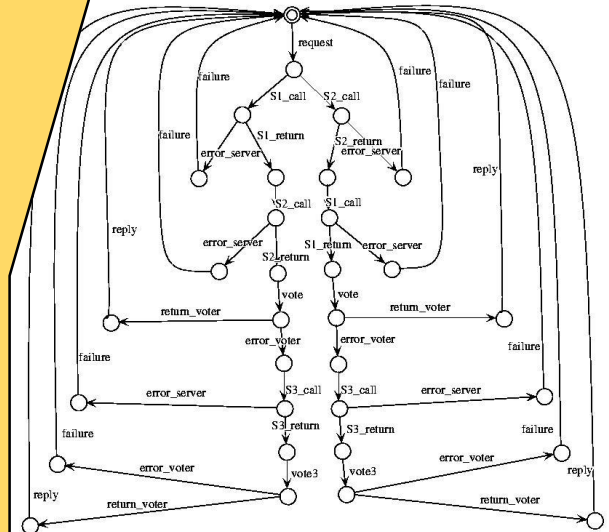 request
failure
failure
S1_call
S2_call
failure
failure
S1_return
S2_return
error_server
error_server
reply
S2_call
S1_call
reply
error_server
S1_return
error_server
S2_return
vote
vote
return_voter
return_voter
error_voter
error_voter
failure
failure
error_server
S3_call
S3_call
error_server
S3_return
S3_return
failure
failure
error_voter
vote3
vote3
error_voter
reply
reply
return_voter
return_voter